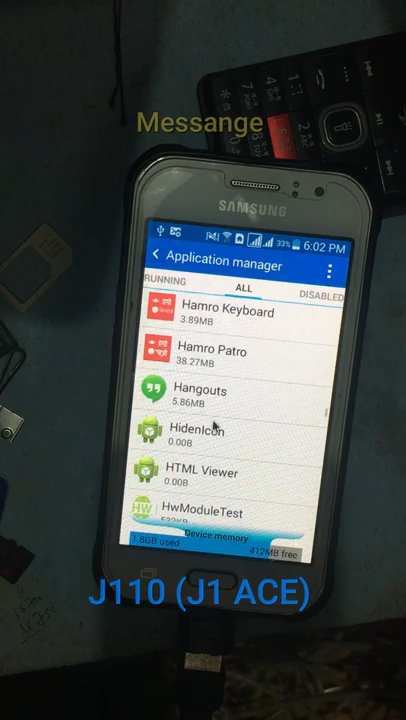 Messange
SAMSUNG
33% 6:02 PM
Application manager
RUNNING ALL DISABLED
Hamro Keyboard
3.89MB
Hamro Patro
38.27MB
Hangouts
5.86MB
HidenIcon
0.00B
HTML Viewer
0.00B
HW HwModuleTest
532KB
Device memory
1.8GB used 412MB free
J110 (J1 ACE)